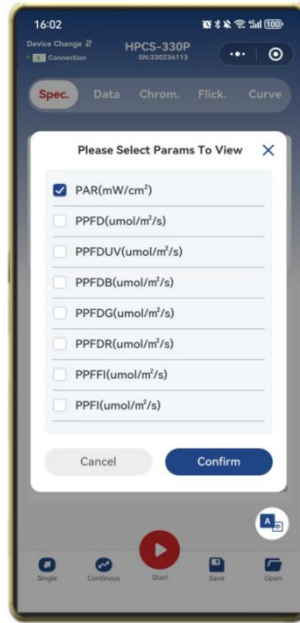 16:02
100
Device Change
HPCS-330P
Connection
SN:330234113
Spec.
Data
Chrom.
Flick.
Curve
Please Select Params To View
PAR(mW/cm²)
PPFD(umol/m²/s)
PPFDUV(umol/m²/s)
PPFDB(umol/m²/s)
PPFDG(umol/m²/s)
PPFDR(umol/m²/s)
PPFFI(umol/m²/s)
PPFI(umol/m²/s)
Cancel
Confirm
A
Single
Continous
Start
Save
Open